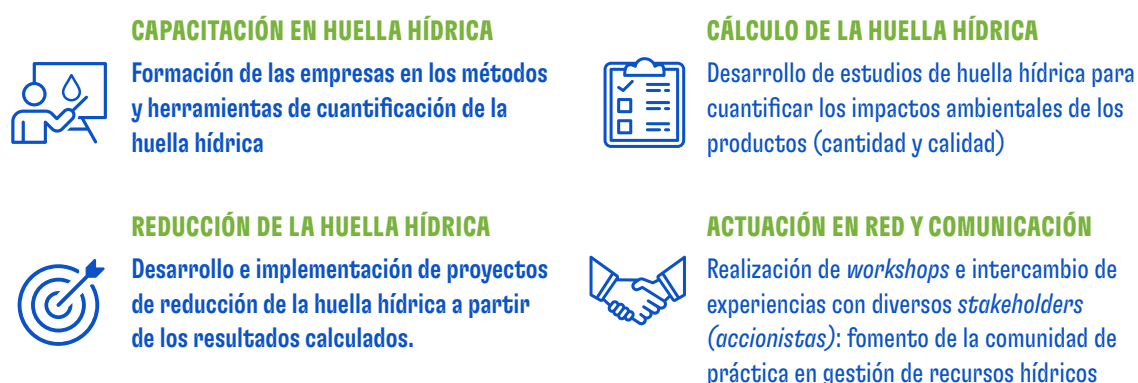 CAPACITACIÓN EN HUELLA HÍDRICA
Formación de las empresas en los métodos
y herramientas de cuantificación de la
huella hídrica
CÁLCULO DE LA HUELLA HÍDRICA
Desarrollo de estudios de huella hídrica para
cuantificar los impactos ambientales de los
productos (cantidad y calidad)
REDUCCIÓN DE LA HUELLA HÍDRICA
Desarrollo e implementación de proyectos
de reducción de la huella hídrica a partir
de los resultados calculados.
ACTUACIÓN EN RED Y COMUNICACIÓN
Realización de workshops e intercambio de
experiencias con diversos stakeholders
(accionistas): fomento de la comunidad de
práctica en gestión de recursos hídricos